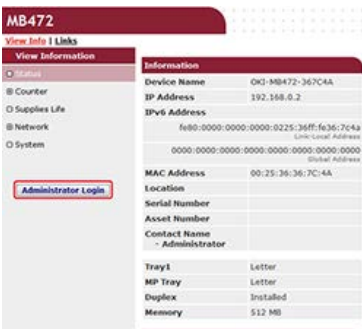 MB472
View Info | Links
View Information
Status
Counter
Supplies Life
Network
System
Administrator Login
Information
Device Name OKI-MB472-367C4A
IP Address 192.168.0.2
IPv6 Address
fe80:0000:0000:0000:0225:36ff:fe36:7c4a
Link-Local Address
0000:0000:0000:0000:0000:0000:0000:0000
Global Address
MAC Address 00:25:36:36:7C:4A
Location
Serial Number
Asset Number
Contact Name
- Administrator
Tray1 Letter
MP Tray Letter
Duplex Installed
Memory 512 MB